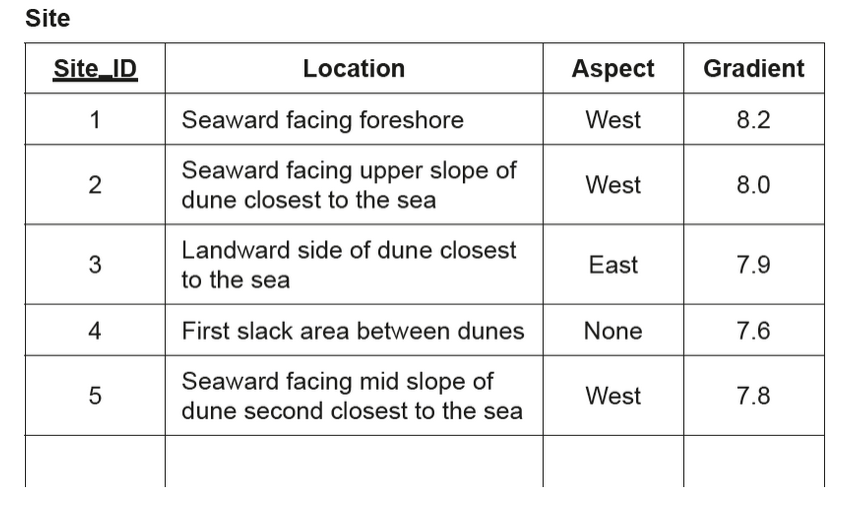 Site
Site_ID Location Aspect Gradient
1 Seaward facing foreshore West 8.2
2 Seaward facing upper slope of
dune closest to the sea West 8.0
3 Landward side of dune closest
to the sea East 7.9
4 First slack area between dunes None 7.6
5 Seaward facing mid slope of
dune second closest to the sea West 7.8